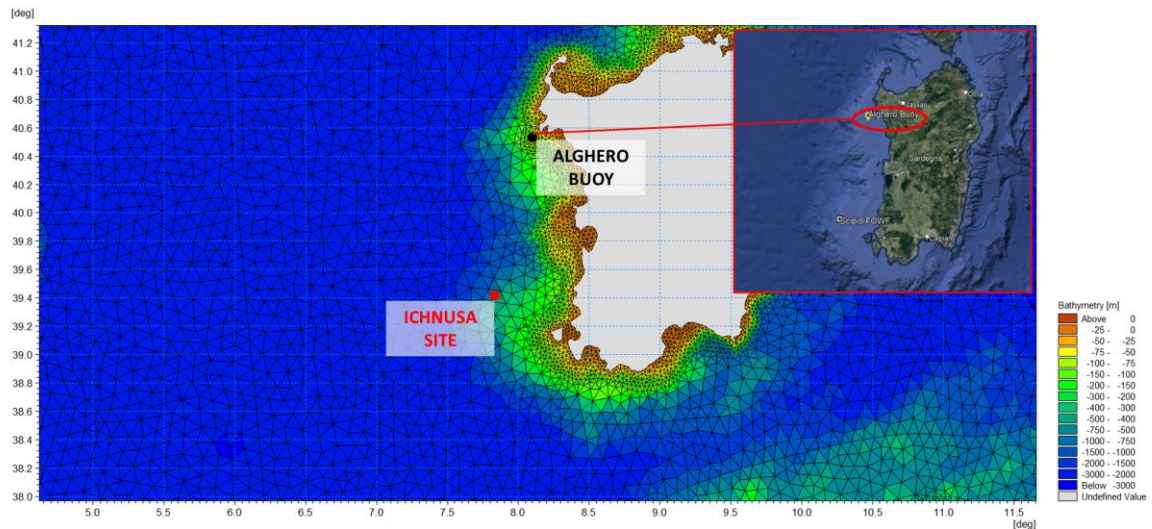 [deg]
41.2
41.0
40.8
40.6
40.4
40.2
40.0
39.8
39.6
39.4
39.2
39.0
38.8
38.6
38.4
38.2
38.0
ALGHERO
BUOY
ICHNUSA
SITE
Alghero Buoy
Sardegna
Scipio FOWF
Cagliari
5.0 5.5 6.0 6.5 7.0 7.5 8.0 8.5 9.0 9.5 10.0 10.5 11.0 11.5
[deg]
Bathymetry [m]
Above 0
-25 - 0
-50 - -25
-75 - -50
-100 - -75
-150 - -100
-200 - -150
-300 - -200
-400 - -300
-500 - -400
-750 - -500
-1000 - -750
-1500 - -1000
-2000 - -1500
-3000 - -2000
Below -3000
Undefined Value